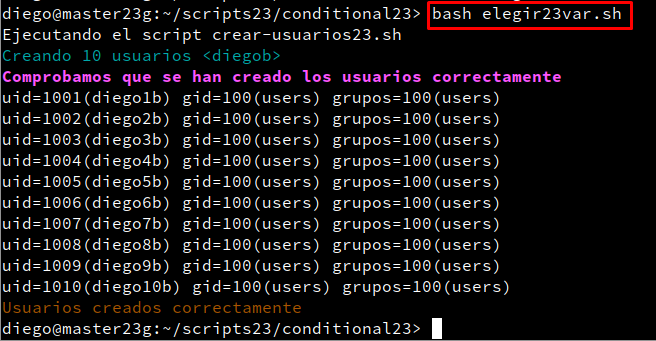 diego@master23g:~/scripts23/conditional23> bash elegir23var.sh
Ejecutando el script crear-usuarios23.sh
Creando 10 usuarios <diegob>
Comprobamos que se han creado los usuarios correctamente
uid=1001(diego1b) gid=100(users) grupos=100(users)
uid=1002(diego2b) gid=100(users) grupos=100(users)
uid=1003(diego3b) gid=100(users) grupos=100(users)
uid=1004(diego4b) gid=100(users) grupos=100(users)
uid=1005(diego5b) gid=100(users) grupos=100(users)
uid=1006(diego6b) gid=100(users) grupos=100(users)
uid=1007(diego7b) gid=100(users) grupos=100(users)
uid=1008(diego8b) gid=100(users) grupos=100(users)
uid=1009(diego9b) gid=100(users) grupos=100(users)
uid=1010(diego10b) gid=100(users) grupos=100(users)
Usuarios creados correctamente
diego@master23g:~/scripts23/conditional23>